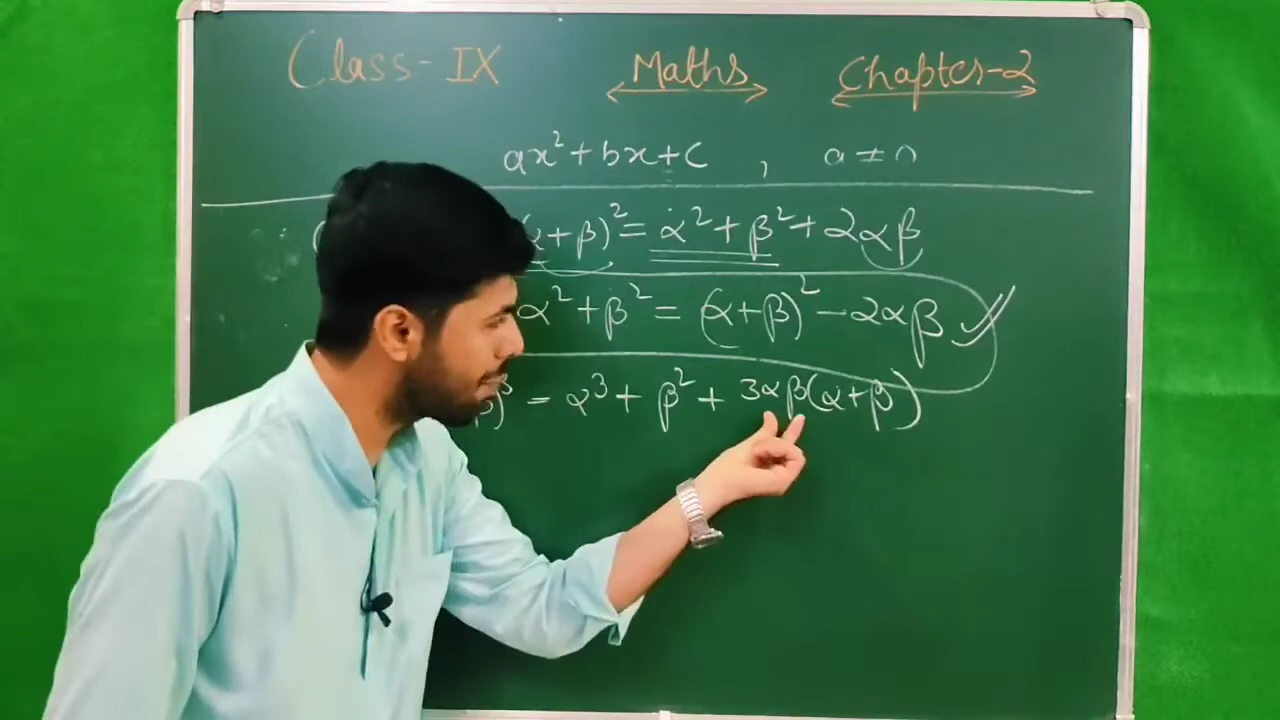 Class-IX Maths Chapter-2
ax²+bx+c , a≠0
α+β)²=α²+β²+2αβ
α²+β²=(α+β)²-2αβ
β)³=α³+β²+3αβ(α+β)